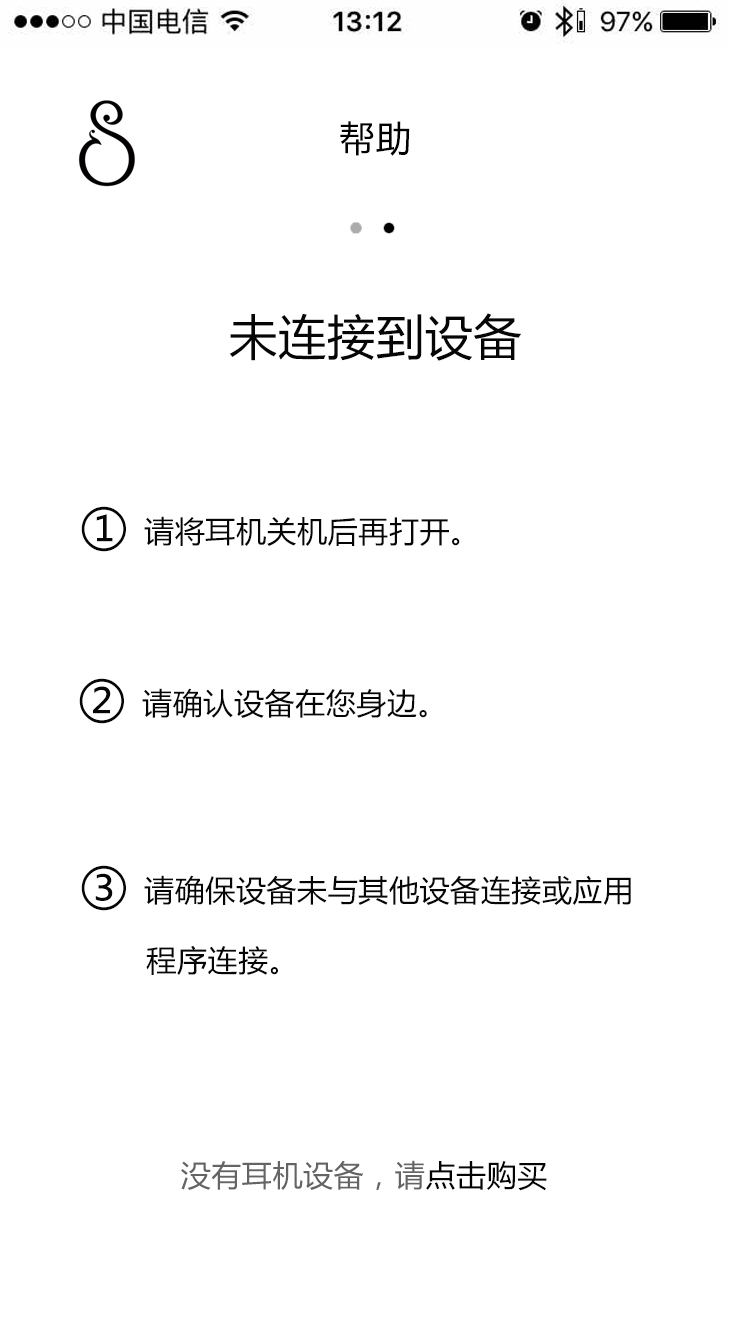 中国电信 13:12 97%
帮助
未连接到设备
① 请将耳机关机后再打开。
② 请确认设备在您身边。
③ 请确保设备未与其他设备连接或应用
程序连接。
没有耳机设备，请点击购买